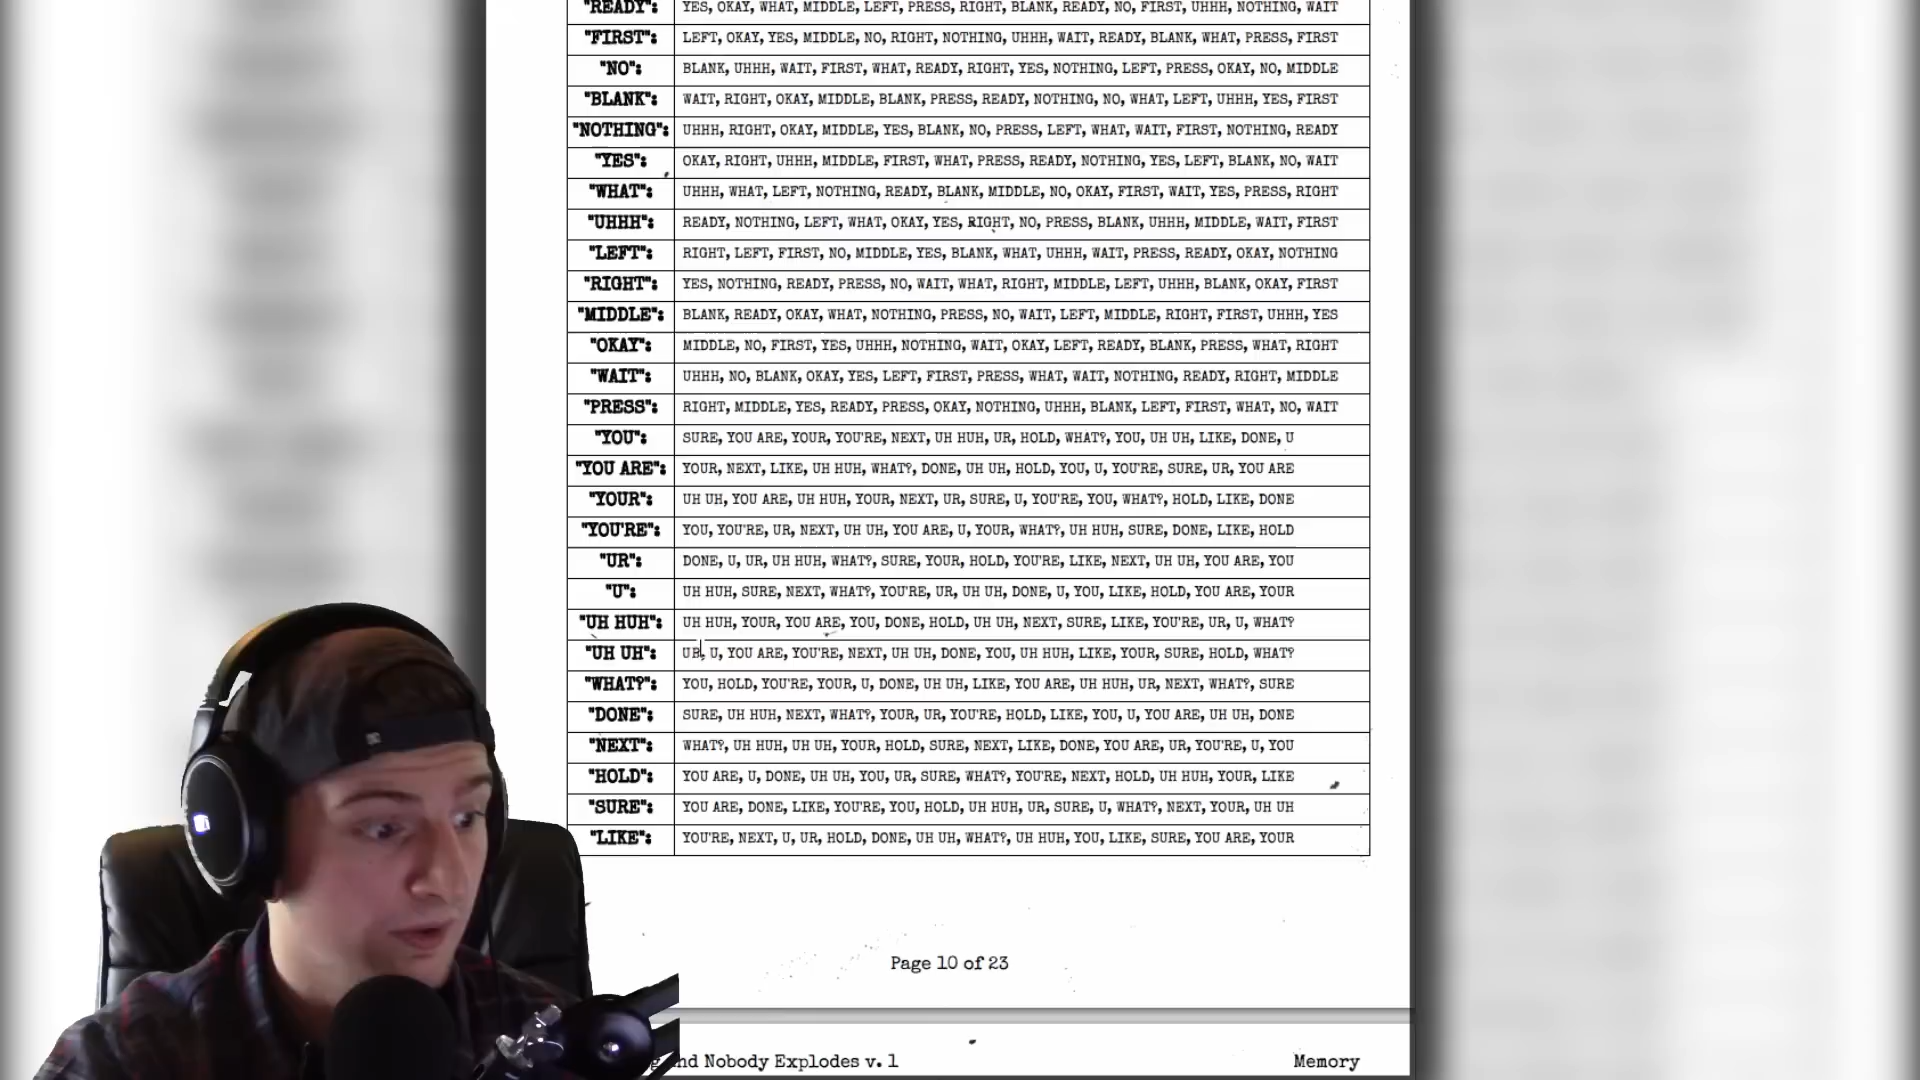 "READY": YES, OKAY, WHAT, MIDDLE, LEFT, PRESS, RIGHT, BLANK, READY, NO, FIRST, UHHH, NOTHING, WAIT
"FIRST": LEFT, OKAY, YES, MIDDLE, NO, RIGHT, NOTHING, UHHH, WAIT, READY, BLANK, WHAT, PRESS, FIRST
"NO": BLANK, UHHH, WAIT, FIRST, WHAT, READY, RIGHT, YES, NOTHING, LEFT, PRESS, OKAY, NO, MIDDLE
"BLANK": WAIT, RIGHT, OKAY, MIDDLE, BLANK, PRESS, READY, NOTHING, NO, WHAT, LEFT, UHHH, YES, FIRST
"NOTHING": UHHH, RIGHT, OKAY, MIDDLE, YES, BLANK, NO, PRESS, LEFT, WHAT, WAIT, FIRST, NOTHING, READY
"YES": OKAY, RIGHT, UHHH, MIDDLE, FIRST, WHAT, PRESS, READY, NOTHING, YES, LEFT, BLANK, NO, WAIT
"WHAT": UHHH, WHAT, LEFT, NOTHING, READY, BLANK, MIDDLE, NO, OKAY, FIRST, WAIT, YES, PRESS, RIGHT
"UHHH": READY, NOTHING, LEFT, WHAT, OKAY, YES, RIGHT, NO, PRESS, BLANK, UHHH, MIDDLE, WAIT, FIRST
"LEFT": RIGHT, LEFT, FIRST, NO, MIDDLE, YES, BLANK, WHAT, UHHH, WAIT, PRESS, READY, OKAY, NOTHING
"RIGHT": YES, NOTHING, READY, PRESS, NO, WAIT, WHAT, RIGHT, MIDDLE, LEFT, UHHH, BLANK, OKAY, FIRST
"MIDDLE": BLANK, READY, OKAY, WHAT, NOTHING, PRESS, NO, WAIT, LEFT, MIDDLE, RIGHT, FIRST, UHHH, YES
"OKAY": MIDDLE, NO, FIRST, YES, UHHH, NOTHING, WAIT, OKAY, LEFT, READY, BLANK, PRESS, WHAT, RIGHT
"WAIT": UHHH, NO, BLANK, OKAY, YES, LEFT, FIRST, PRESS, WHAT, WAIT, NOTHING, READY, RIGHT, MIDDLE
"PRESS": RIGHT, MIDDLE, YES, READY, PRESS, OKAY, NOTHING, UHHH, BLANK, LEFT, FIRST, WHAT, NO, WAIT
"YOU": SURE, YOU ARE, YOUR, YOU'RE, NEXT, UH HUH, UR, HOLD, WHAT?, YOU, UH UH, LIKE, DONE, U
"YOU ARE": YOUR, NEXT, LIKE, UH HUH, WHAT?, DONE, UH UH, HOLD, YOU, U, YOU'RE, SURE, UR, YOU ARE
"YOUR": UH UH, YOU ARE, UH HUH, YOUR, NEXT, UR, SURE, U, YOU'RE, YOU, WHAT?, HOLD, LIKE, DONE
"YOU'RE": YOU, YOU'RE, UR, NEXT, UH UH, YOU ARE, U, YOUR, WHAT?, UH HUH, SURE, DONE, LIKE, HOLD
"UR": DONE, U, UR, UH HUH, WHAT?, SURE, YOUR, HOLD, YOU'RE, LIKE, NEXT, UH UH, YOU ARE, YOU
"U": UH HUH, SURE, NEXT, WHAT?, YOU'RE, UR, UH UH, DONE, U, YOU, LIKE, HOLD, YOU ARE, YOUR
"UH HUH": UH HUH, YOUR, YOU ARE, YOU, DONE, HOLD, UH UH, NEXT, SURE, LIKE, YOU'RE, UR, U, WHAT?
"UH UH": UR, U, YOU ARE, YOU'RE, NEXT, UH UH, DONE, YOU, UH HUH, LIKE, YOUR, SURE, HOLD, WHAT?
"WHAT?": YOU, HOLD, YOU'RE, YOUR, U, DONE, UH UH, LIKE, YOU ARE, UH HUH, UR, NEXT, WHAT?, SURE
"DONE": SURE, UH HUH, NEXT, WHAT?, YOUR, UR, YOU'RE, HOLD, LIKE, YOU, U, YOU ARE, UH UH, DONE
"NEXT": WHAT?, UH HUH, UH UH, YOUR, HOLD, SURE, NEXT, LIKE, DONE, YOU ARE, UR, YOU'RE, U, YOU
"HOLD": YOU ARE, U, DONE, UH UH, YOU, UR, SURE, WHAT?, YOU'RE, NEXT, HOLD, UH HUH, YOUR, LIKE
"SURE": YOU ARE, DONE, LIKE, YOU'RE, YOU, HOLD, UH HUH, UR, SURE, U, WHAT?, NEXT, YOUR, UH UH
"LIKE": YOU'RE, NEXT, U, UR, HOLD, DONE, UH UH, WHAT?, UH HUH, YOU, LIKE, SURE, YOU ARE, YOUR
Page 10 of 23
and Nobody Explodes v. 1 Memory